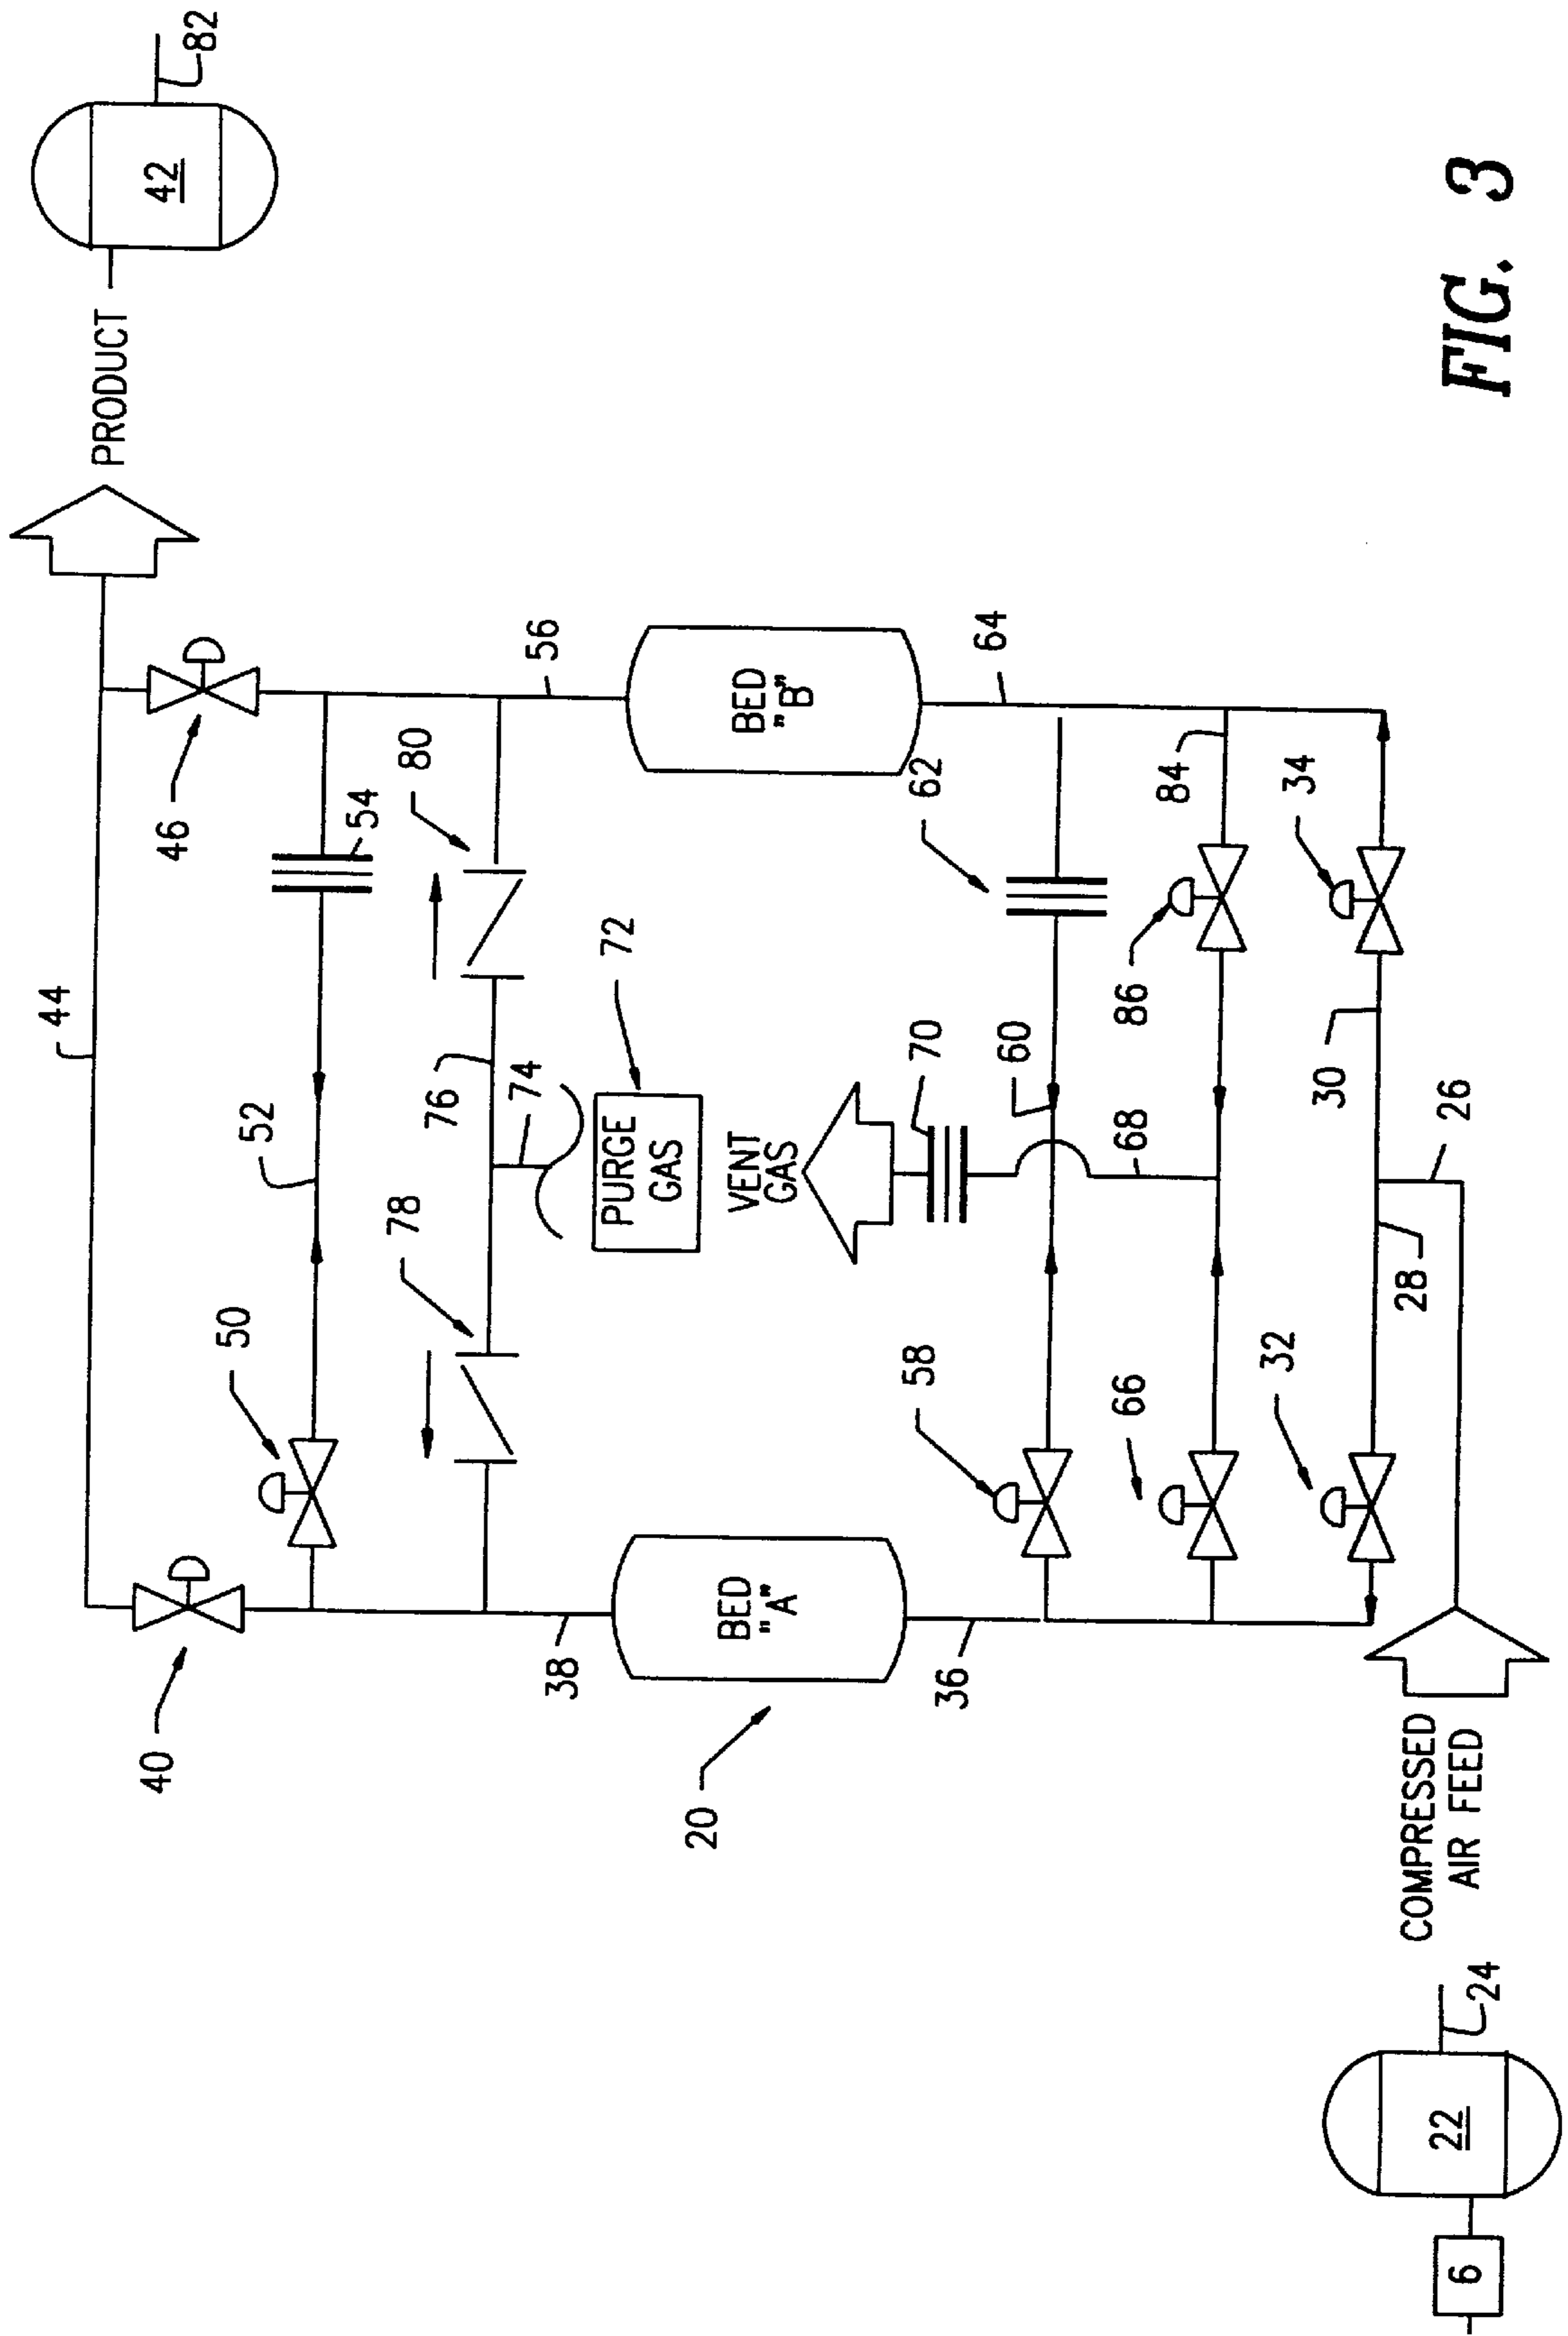 82
42
PRODUCT
44
46
54
52
50
56
80
76
74
78
72
PURGE
GAS
40
38
BED
"B"
BED
"A"
20
VENT
GAS
70
60
62
64
58
36
68
66
86
84
34
32
30
28
26
COMPRESSED
AIR FEED
24
22
6
FIG. 3